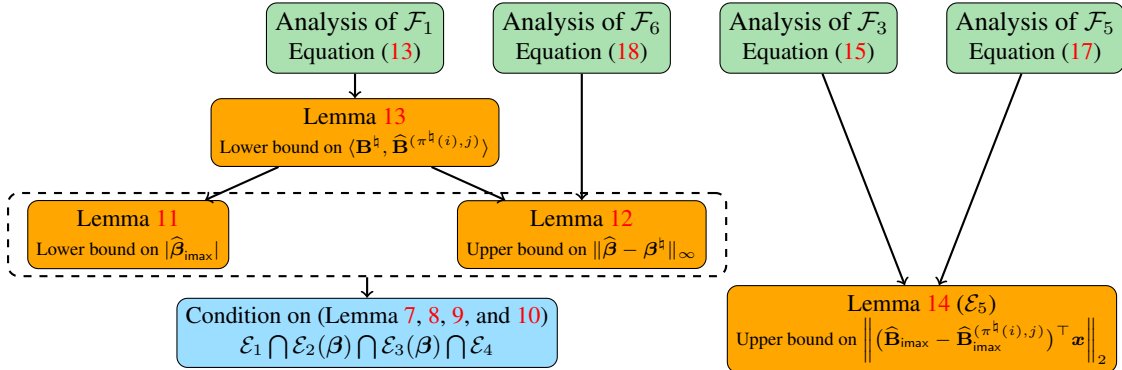 Analysis of ℱ₁
Equation (13)
Analysis of ℱ₆
Equation (18)
Analysis of ℱ₃
Equation (15)
Analysis of ℱ₅
Equation (17)
Lemma 13
Lower bound on ⟨𝐁^♮, 𝐁̂^(π^♮(i),j)⟩
Lemma 11
Lower bound on |𝛃̂_imax|
Lemma 12
Upper bound on ‖𝛃̂ − 𝛃^♮‖_∞
Condition on (Lemma 7, 8, 9, and 10)
ℰ₁ ⋂ ℰ₂(𝛃) ⋂ ℰ₃(𝛃) ⋂ ℰ₄
Lemma 14 (ℰ₅)
Upper bound on ‖(𝐁̂_imax − 𝐁̂_imax^(π^♮(i),j))^⊤ 𝒙‖₂